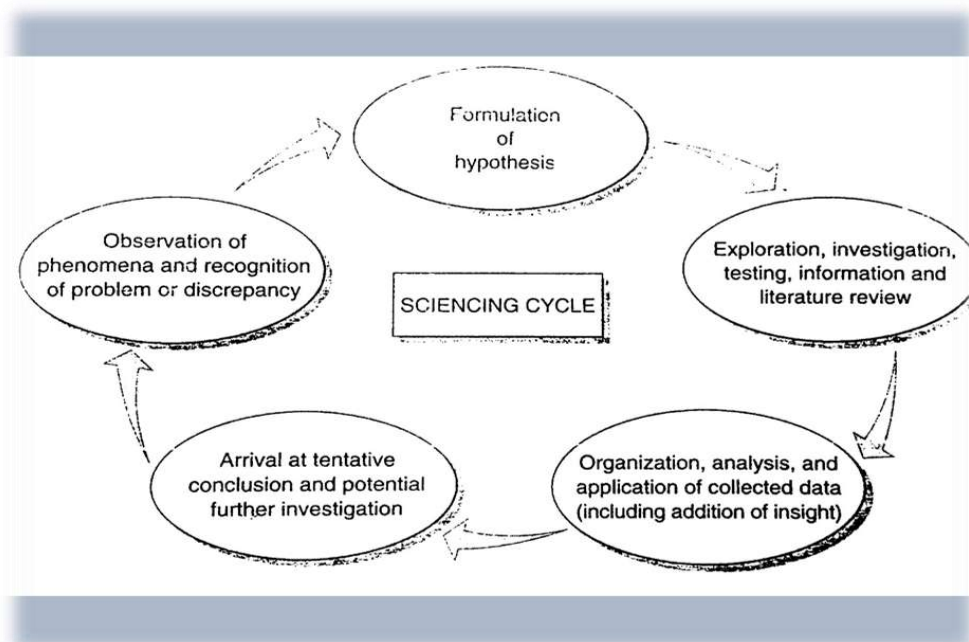 Formulation
of
hypothesis
Observation of
phenomena and recognition
of problem or discrepancy
Exploration, investigation,
testing, information and
literature review
SCIENCING CYCLE
Arrival at tentative
conclusion and potential
further investigation
Organization, analysis, and
application of collected data
(including addition of insight)